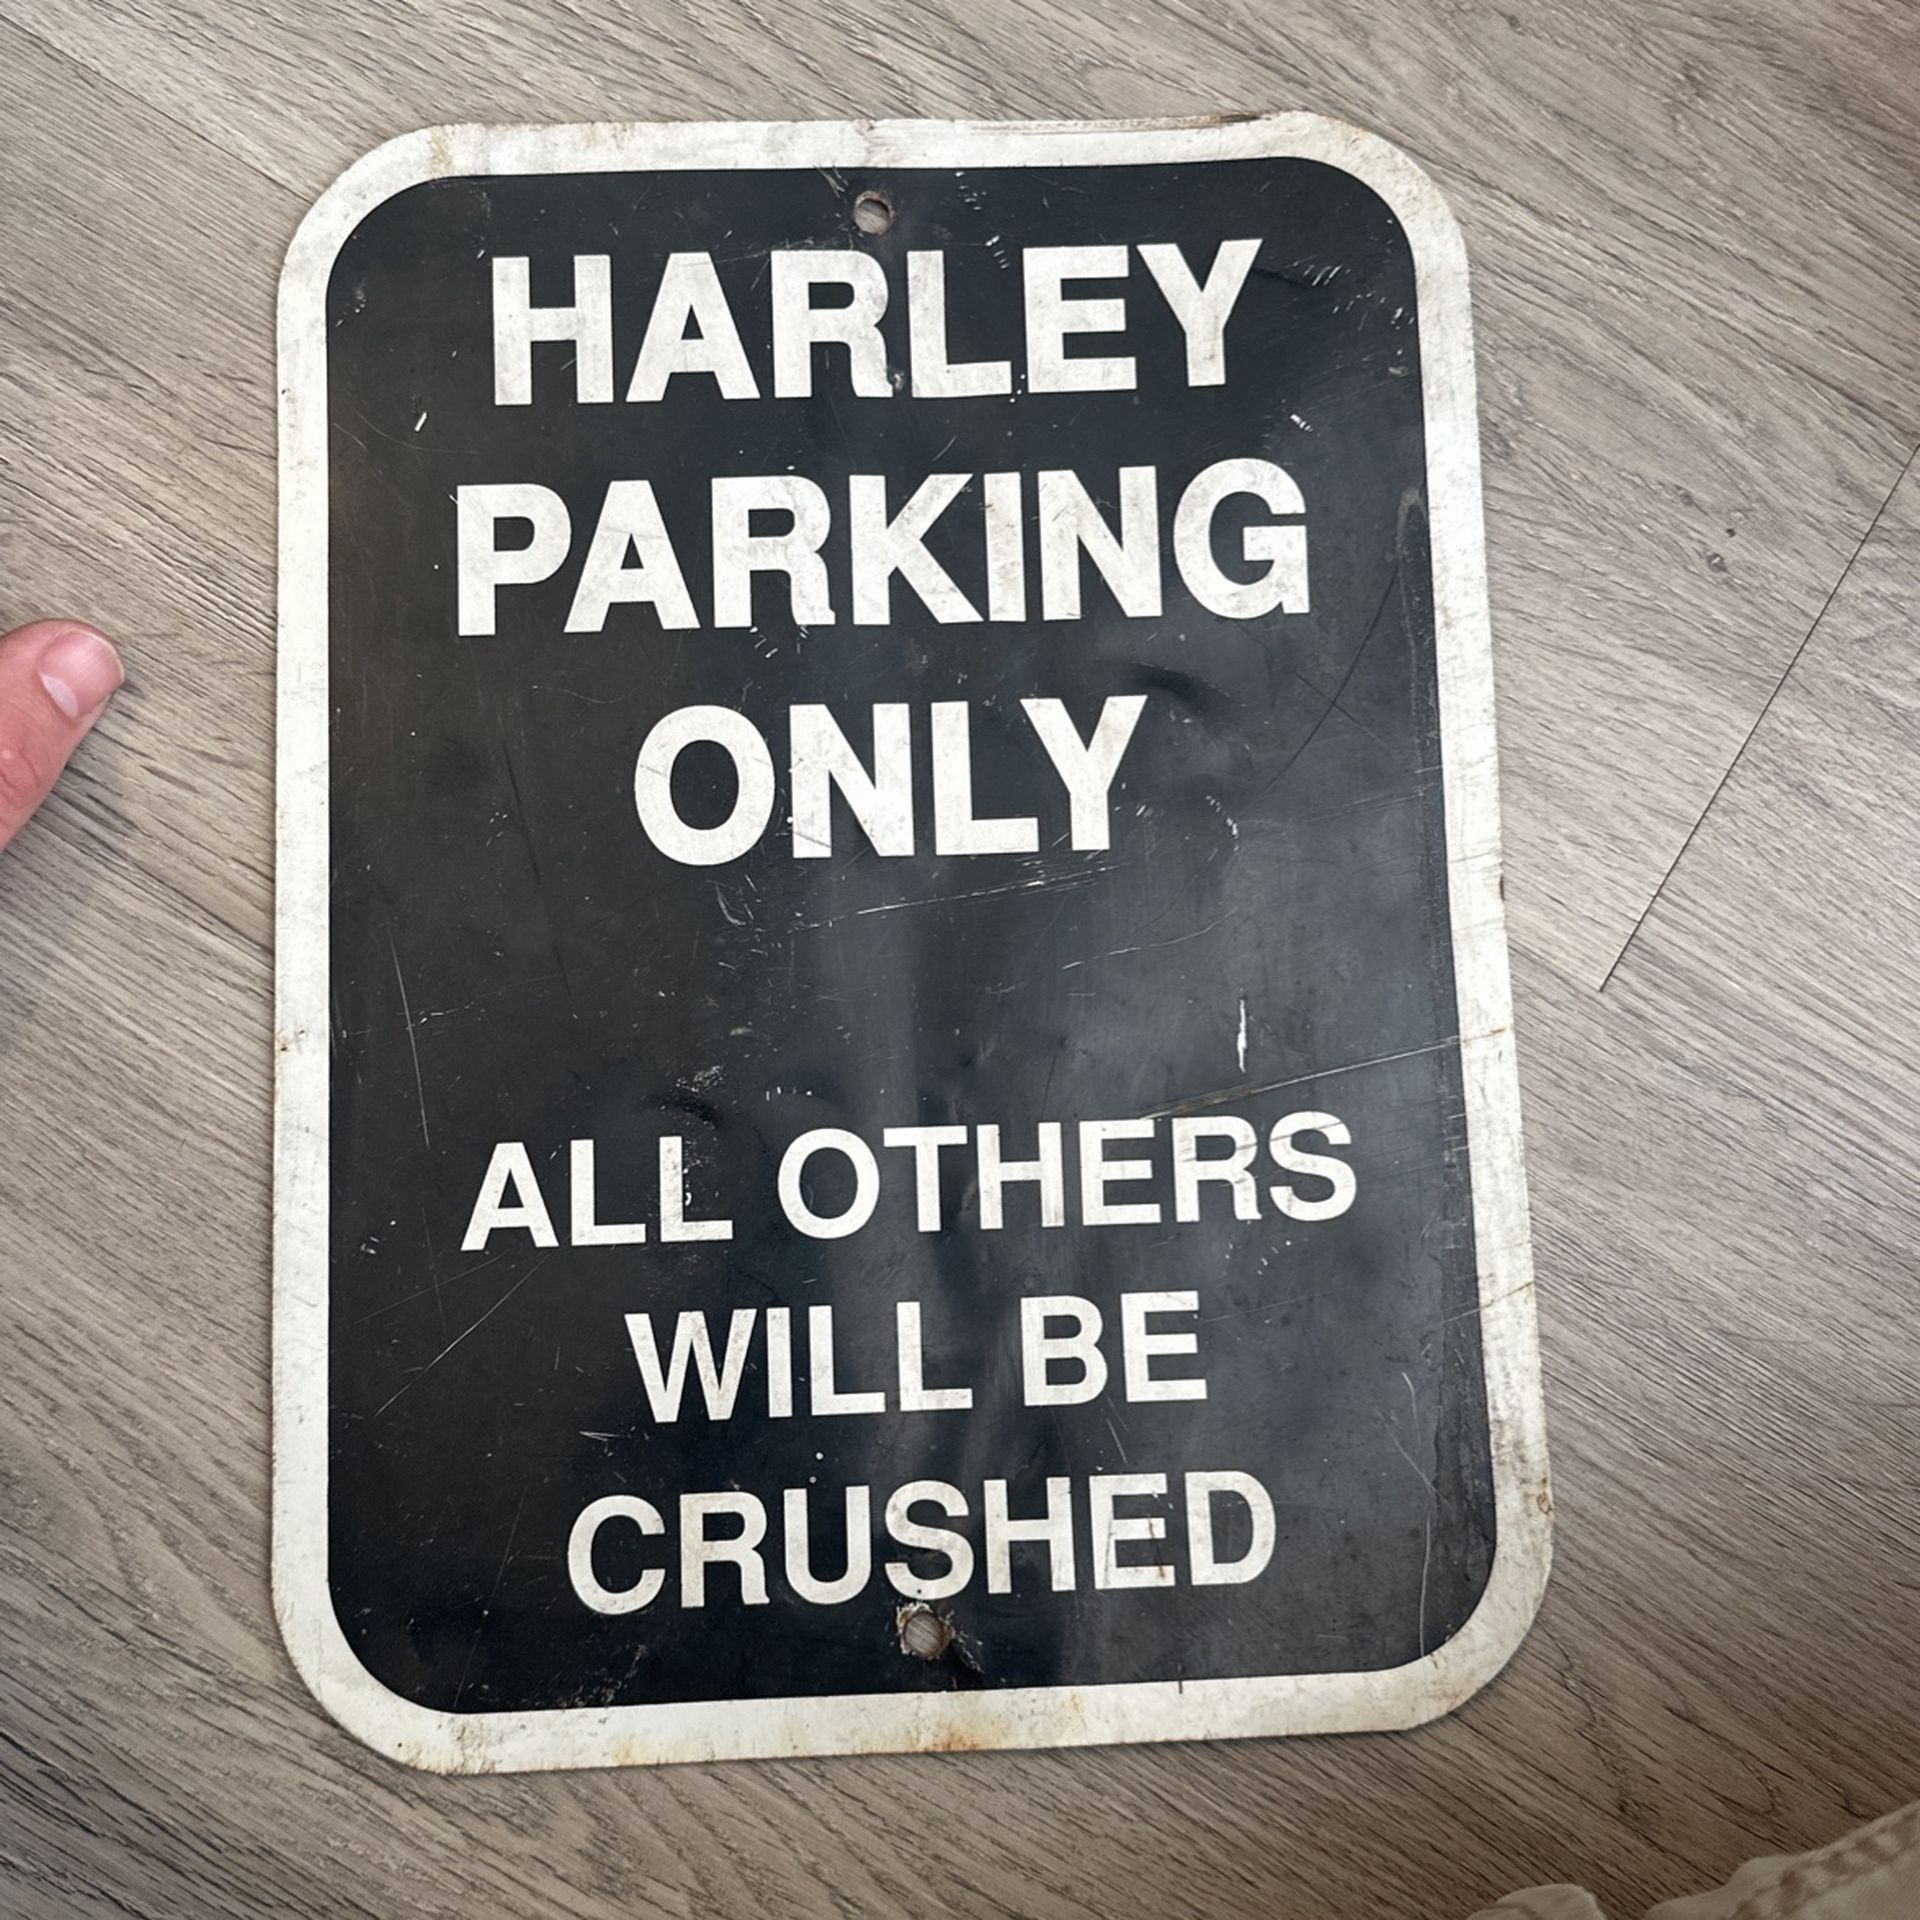 HARLEY
PARKING
ONLY
ALL OTHERS
WILL BE
CRUSHED